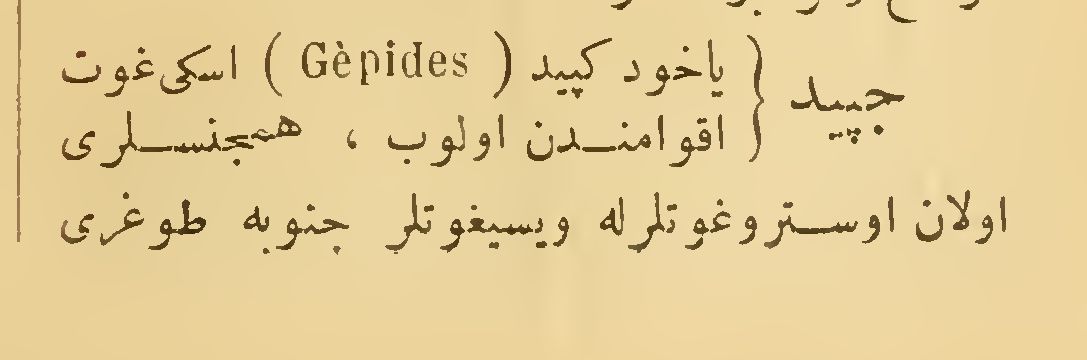 جپید { یاخود کپید ( Gèpides ) اسکی غوت
اقوامندن اولوب ، همجنسلری
اولان اوستروغوتلرله ویسیغوتلر جنوبه طوغری